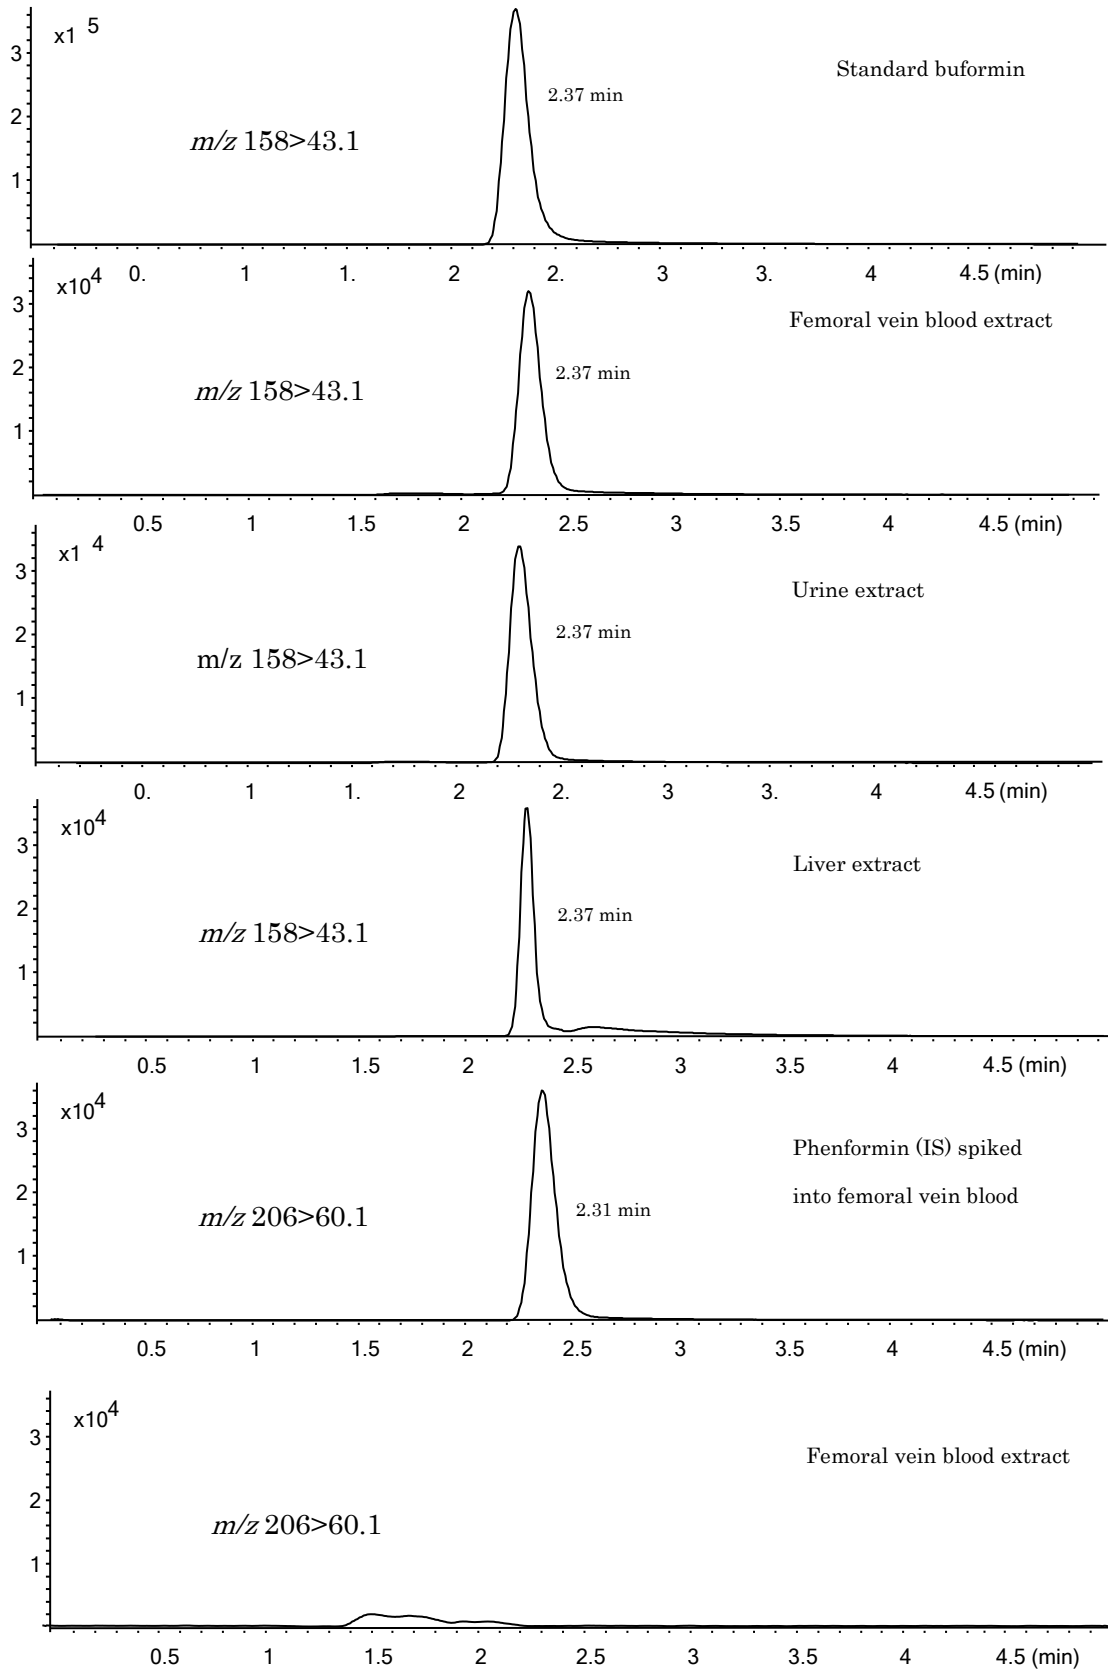 x1 5
3
Standard buformin
2.37 min
2
m/z 158>43.1
1
0. 1 1. 2 2. 3 3. 4 4.5 (min)
x104
3
Femoral vein blood extract
2.37 min
2
m/z 158>43.1
1
0.5 1 1.5 2 2.5 3 3.5 4 4.5 (min)
x1 4
3
Urine extract
2.37 min
2
m/z 158>43.1
1
0. 1 1. 2 2. 3 3. 4 4.5 (min)
x104
3
Liver extract
2.37 min
2
m/z 158>43.1
1
0.5 1 1.5 2 2.5 3 3.5 4 4.5 (min)
x104
3
Phenformin (IS) spiked
into femoral vein blood
2
2.31 min
m/z 206>60.1
1
0.5 1 1.5 2 2.5 3 3.5 4 4.5 (min)
x104
3
Femoral vein blood extract
2
m/z 206>60.1
1
0.5 1 1.5 2 2.5 3 3.5 4 4.5 (min)